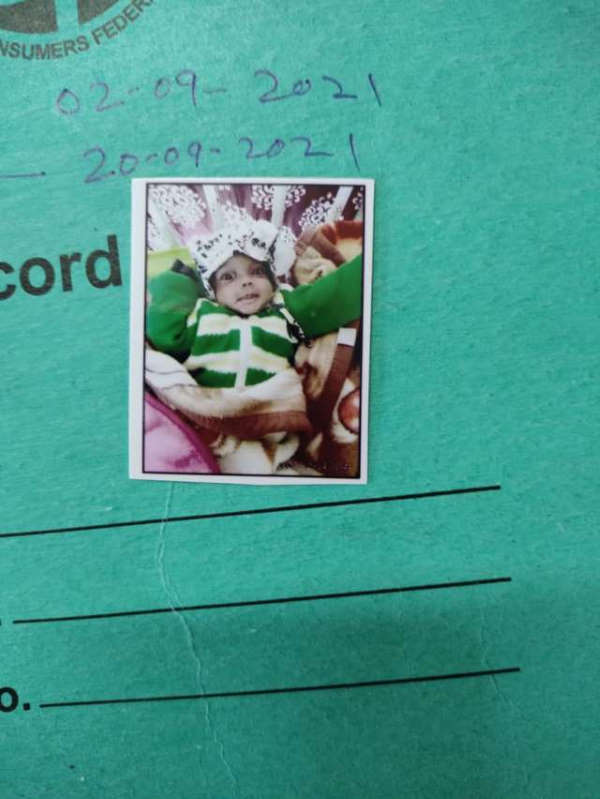 NSUMERS FEDER
02-09-2021
- 20-09-2021
cord
o.